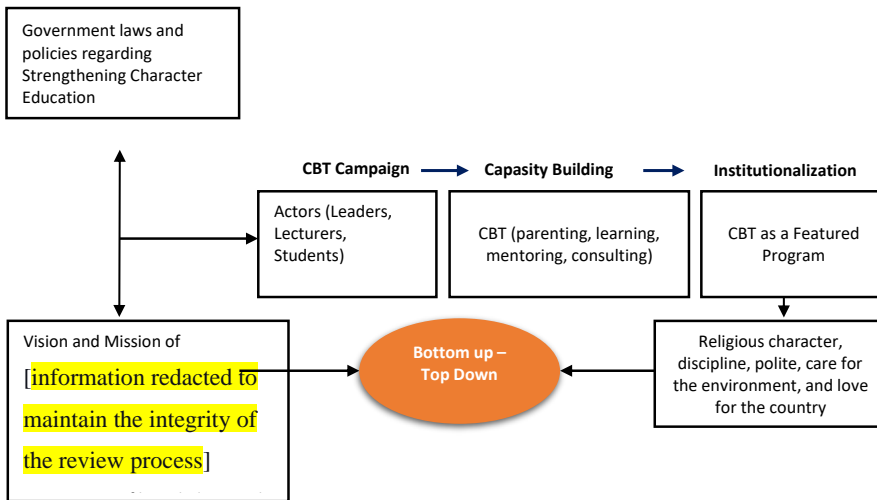 Government laws and
policies regarding
Strengthening Character
Education
CBT Campaign
Capasity Building
Institutionalization
Actors (Leaders,
Lecturers,
Students)
CBT (parenting, learning,
mentoring, consulting)
CBT as a Featured
Program
Vision and Mission of
[information redacted to
maintain the integrity of
the review process]
Bottom up –
Top Down
Religious character,
discipline, polite, care for
the environment, and love
for the country